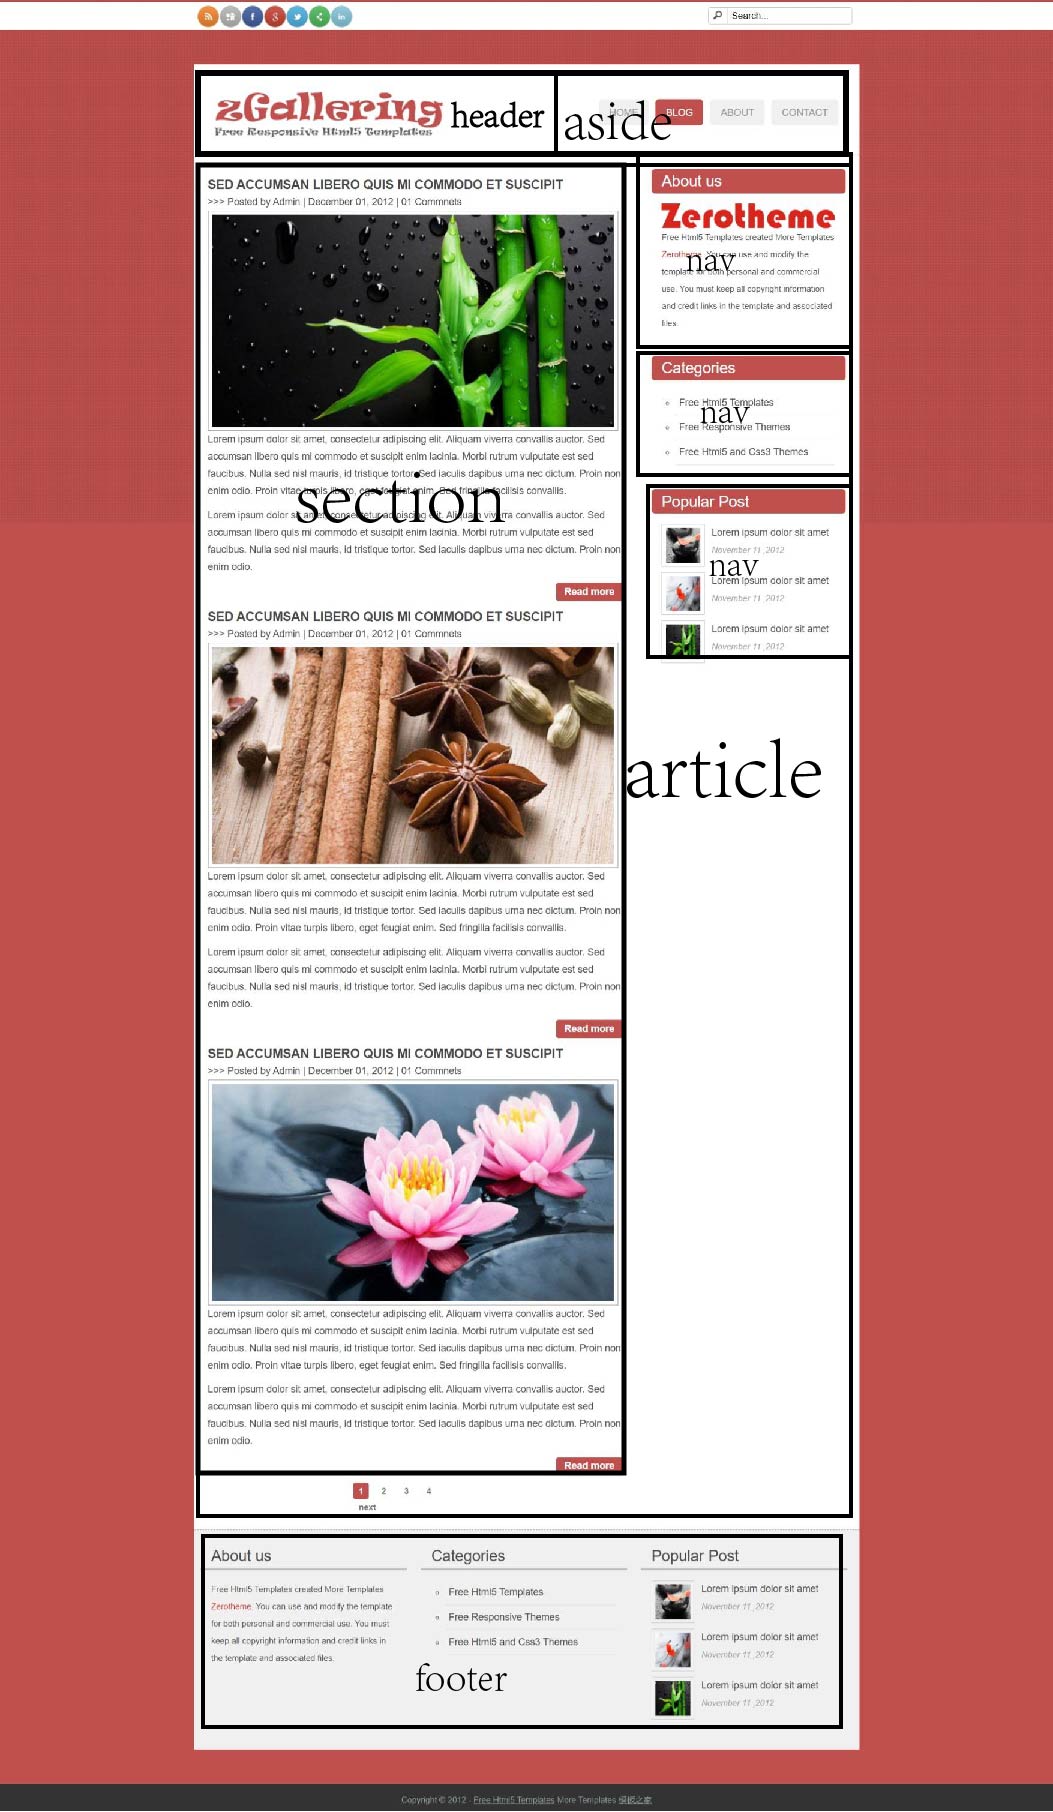 Search...
zGallering
Free Responsive Html5 Templates
header
aside
HOME
BLOG
ABOUT
CONTACT
SED ACCUMSAN LIBERO QUIS MI COMMODO ET SUSCIPIT
>>> Posted by Admin | December 01, 2012 | 01 Commnets
Lorem ipsum dolor sit amet, consectetur adipiscing elit. Aliquam viverra convallis auctor. Sed
accumsan libero quis mi commodo et suscipit enim lacinia. Morbi rutrum vulputate est sed
faucibus. Nulla sed nisl mauris, id tristique tortor. Sed iaculis dapibus urna nec dictum. Proin non
enim odio. Proin vitae turpis libero, eget feugiat enim. Sed fringilla facilisis convallis.
section
Lorem ipsum dolor sit amet, consectetur adipiscing elit. Aliquam viverra convallis auctor. Sed
accumsan libero quis mi commodo et suscipit enim lacinia. Morbi rutrum vulputate est sed
faucibus. Nulla sed nisl mauris, id tristique tortor. Sed iaculis dapibus urna nec dictum. Proin non
enim odio.
Read more
SED ACCUMSAN LIBERO QUIS MI COMMODO ET SUSCIPIT
>>> Posted by Admin | December 01, 2012 | 01 Commnets
Lorem ipsum dolor sit amet, consectetur adipiscing elit. Aliquam viverra convallis auctor. Sed
accumsan libero quis mi commodo et suscipit enim lacinia. Morbi rutrum vulputate est sed
faucibus. Nulla sed nisl mauris, id tristique tortor. Sed iaculis dapibus urna nec dictum. Proin non
enim odio. Proin vitae turpis libero, eget feugiat enim. Sed fringilla facilisis convallis.
Lorem ipsum dolor sit amet, consectetur adipiscing elit. Aliquam viverra convallis auctor. Sed
accumsan libero quis mi commodo et suscipit enim lacinia. Morbi rutrum vulputate est sed
faucibus. Nulla sed nisl mauris, id tristique tortor. Sed iaculis dapibus urna nec dictum. Proin non
enim odio.
Read more
SED ACCUMSAN LIBERO QUIS MI COMMODO ET SUSCIPIT
>>> Posted by Admin | December 01, 2012 | 01 Commnets
Lorem ipsum dolor sit amet, consectetur adipiscing elit. Aliquam viverra convallis auctor. Sed
accumsan libero quis mi commodo et suscipit enim lacinia. Morbi rutrum vulputate est sed
faucibus. Nulla sed nisl mauris, id tristique tortor. Sed iaculis dapibus urna nec dictum. Proin non
enim odio. Proin vitae turpis libero, eget feugiat enim. Sed fringilla facilisis convallis.
Lorem ipsum dolor sit amet, consectetur adipiscing elit. Aliquam viverra convallis auctor. Sed
accumsan libero quis mi commodo et suscipit enim lacinia. Morbi rutrum vulputate est sed
faucibus. Nulla sed nisl mauris, id tristique tortor. Sed iaculis dapibus urna nec dictum. Proin non
enim odio.
Read more
1 2 3 4
next
About us
Zerotheme
Free Html5 Templates created More Templates
Zerotheme. You can use and modify the
nav
template for both personal and commercial
use. You must keep all copyright information
and credit links in the template and associated
files.
Categories
Free Html5 Templates
nav
Free Responsive Themes
Free Html5 and Css3 Themes
Popular Post
Lorem ipsum dolor sit amet
November 11 ,2012
nav
Lorem ipsum dolor sit amet
November 11 ,2012
Lorem ipsum dolor sit amet
November 11 ,2012
article
About us
Free Html5 Templates created More Templates
Zerotheme. You can use and modify the template
for both personal and commercial use. You must
keep all copyright information and credit links in
the template and associated files.
Categories
Free Html5 Templates
Free Responsive Themes
Free Html5 and Css3 Themes
Popular Post
Lorem ipsum dolor sit amet
November 11 ,2012
Lorem ipsum dolor sit amet
November 11 ,2012
Lorem ipsum dolor sit amet
November 11 ,2012
footer
Copyright © 2012 - Free Html5 Templates More Templates 模板之家